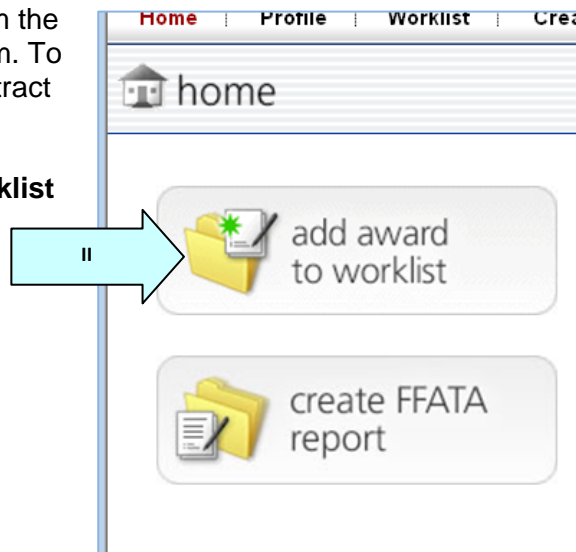 n the
n. To
tract
klist
II
Home Profile Worklist Crea
home
add award
to worklist
create FFATA
report